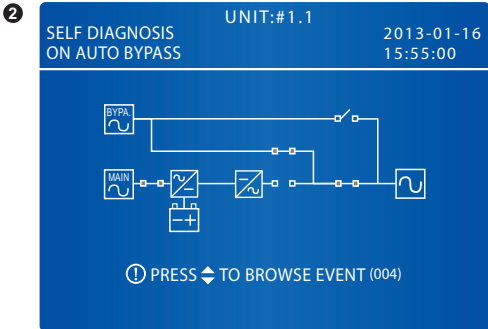 ❷
UNIT:#1.1
SELF DIAGNOSIS 2013-01-16
ON AUTO BYPASS 15:55:00
BYPA.
MAIN
PRESS TO BROWSE EVENT (004)